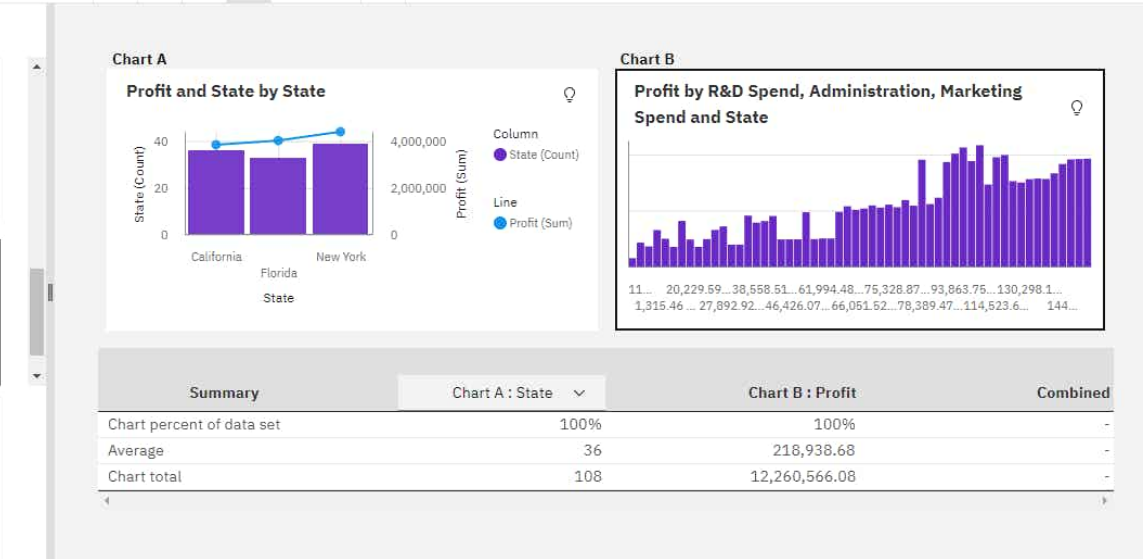 Chart A
Profit and State by State
State (Count)
40
20
0
4,000,000
2,000,000
0
Profit (Sum)
California
Florida
New York
State
Column
State (Count)
Line
Profit (Sum)
Chart B
Profit by R&D Spend, Administration, Marketing
Spend and State
11... 20,229.59...38,558.51...61,994.48...75,328.87...93,863.75...130,298.1...
1,315.46 ... 27,892.92...46,426.07...66,051.52...78,389.47...114,523.6... 144...
Summary Chart A : State Chart B : Profit Combined
Chart percent of data set 100% 100% -
Average 36 218,938.68 -
Chart total 108 12,260,566.08 -